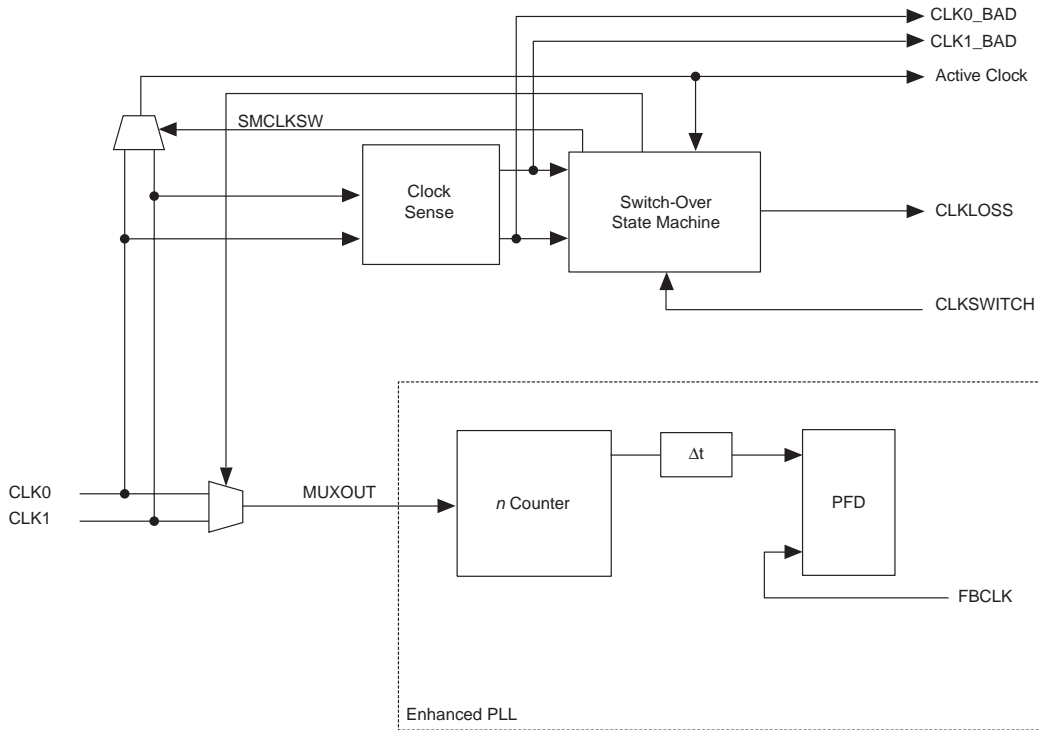 CLK0_BAD
CLK1_BAD
Active Clock
SMCLKSW
Clock
Sense
Switch-Over
State Machine
CLKLOSS
CLKSWITCH
CLK0
CLK1
MUXOUT
n Counter
Δt
PFD
FBCLK
Enhanced PLL